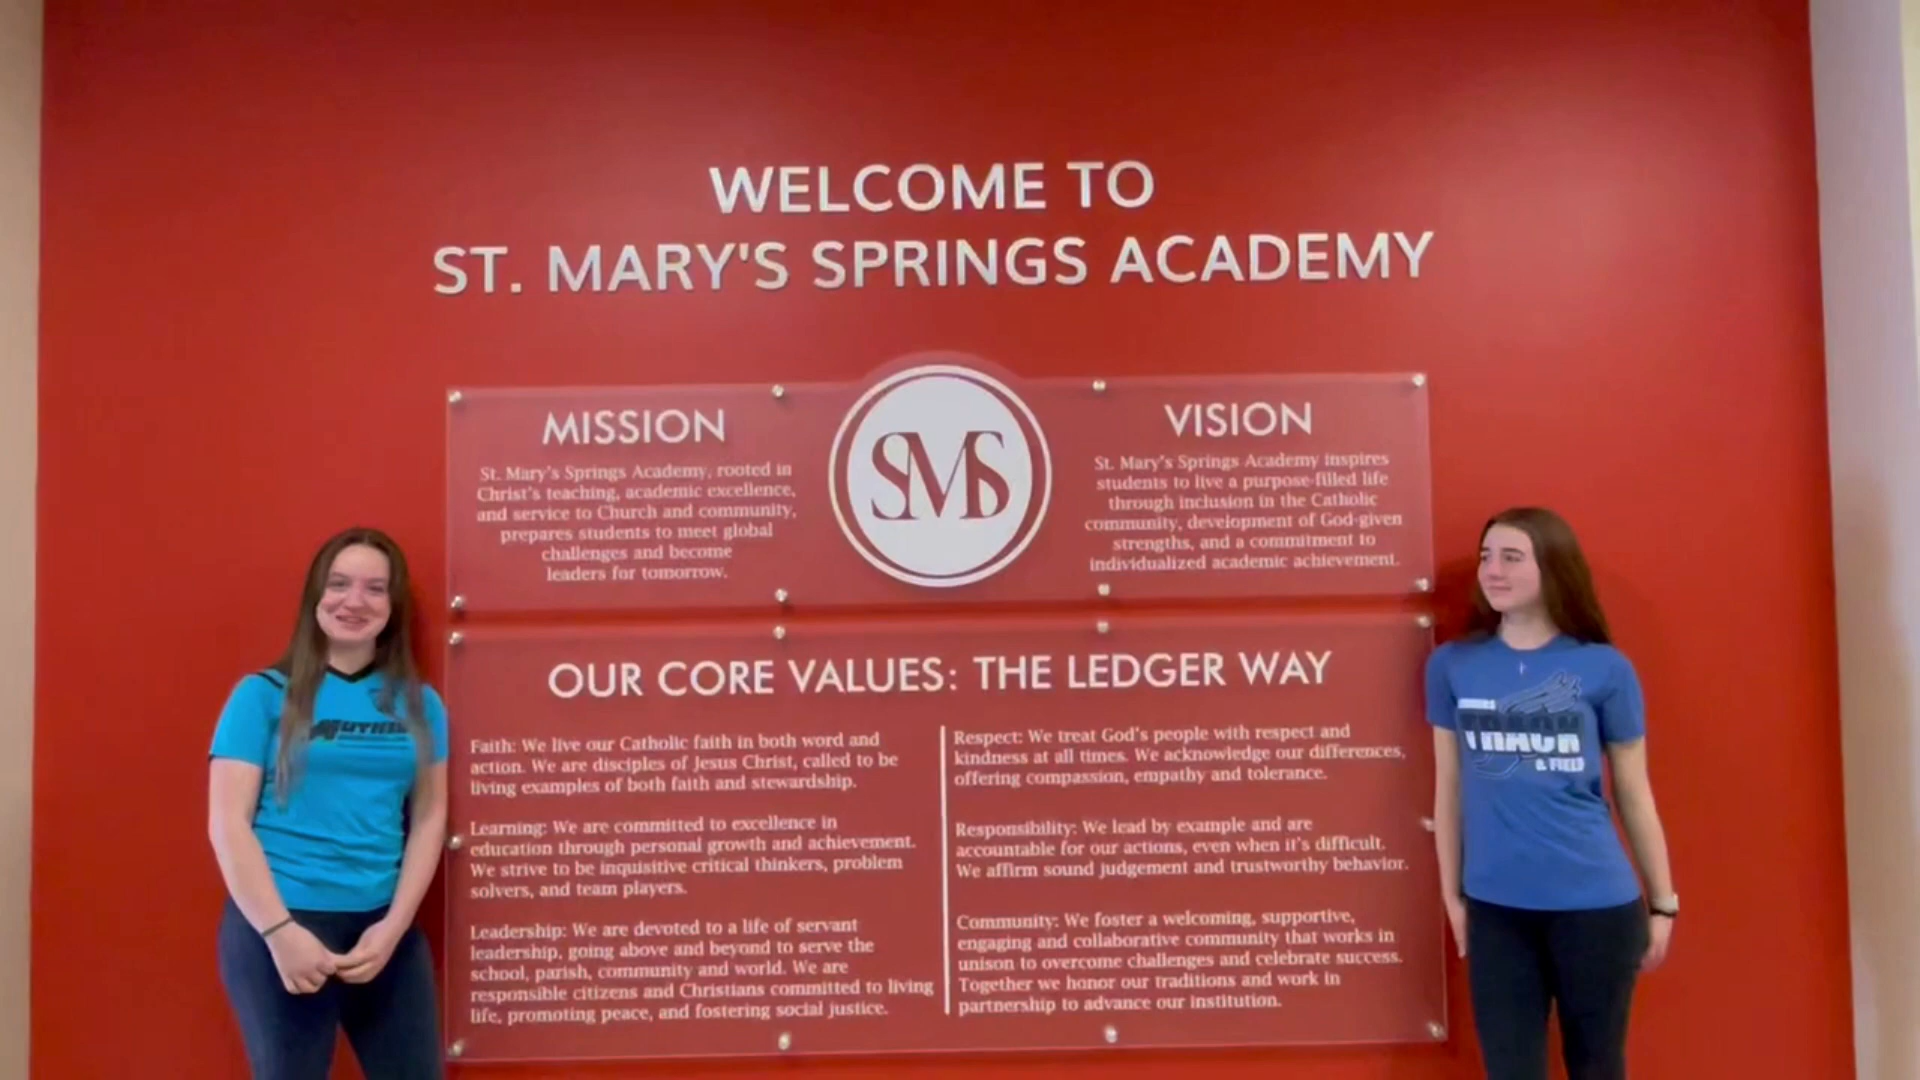 WELCOME TO
ST. MARY'S SPRINGS ACADEMY
MISSION
St. Mary's Springs Academy, rooted in
Christ's teaching, academic excellence,
and service to Church and community,
prepares students to meet global
challenges and become
leaders for tomorrow.
SMS
VISION
St. Mary's Springs Academy inspires
students to live a purpose-filled life
through inclusion in the Catholic
community, development of God-given
strengths, and a commitment to
individualized academic achievement.
OUR CORE VALUES: THE LEDGER WAY
Faith: We live our Catholic faith in both word and
action. We are disciples of Jesus Christ, called to be
living examples of both faith and stewardship.
Learning: We are committed to excellence in
education through personal growth and achievement.
We strive to be inquisitive critical thinkers, problem
solvers, and team players.
Leadership: We are devoted to a life of servant
leadership, going above and beyond to serve the
school, parish, community and world. We are
responsible citizens and Christians committed to living
life, promoting peace, and fostering social justice.
Respect: We treat God's people with respect and
kindness at all times. We acknowledge our differences,
offering compassion, empathy and tolerance.
Responsibility: We lead by example and are
accountable for our actions, even when it's difficult.
We affirm sound judgement and trustworthy behavior.
Community: We foster a welcoming, supportive,
engaging and collaborative community that works in
unison to overcome challenges and celebrate success.
Together we honor our traditions and work in
partnership to advance our institution.
TRACK
& FIELD